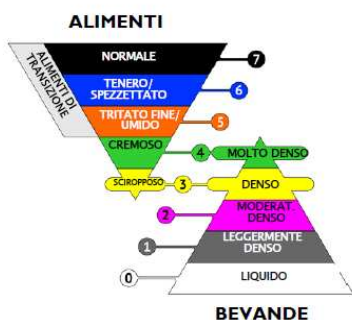 ALIMENTI
ALIMENTI DI
TRANSIZIONE
NORMALE
7
TENERO/
SPEZZETTATO
6
TRITATO FINE/
UMIDO
5
CREMOSO
4
MOLTO DENSO
SCIROPPOSO
3
DENSO
2
MODERAT
DENSO
1
LEGGERMENTE
DENSO
0
LIQUIDO
BEVANDE